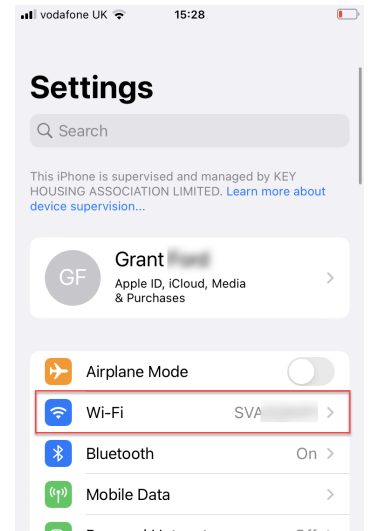 vodafone UK 15:28
Settings
Search
This iPhone is supervised and managed by KEY
HOUSING ASSOCIATION LIMITED. Learn more about
device supervision...
GF
Grant
Apple ID, iCloud, Media
& Purchases
Airplane Mode
Wi-Fi SVA
Bluetooth On
Mobile Data